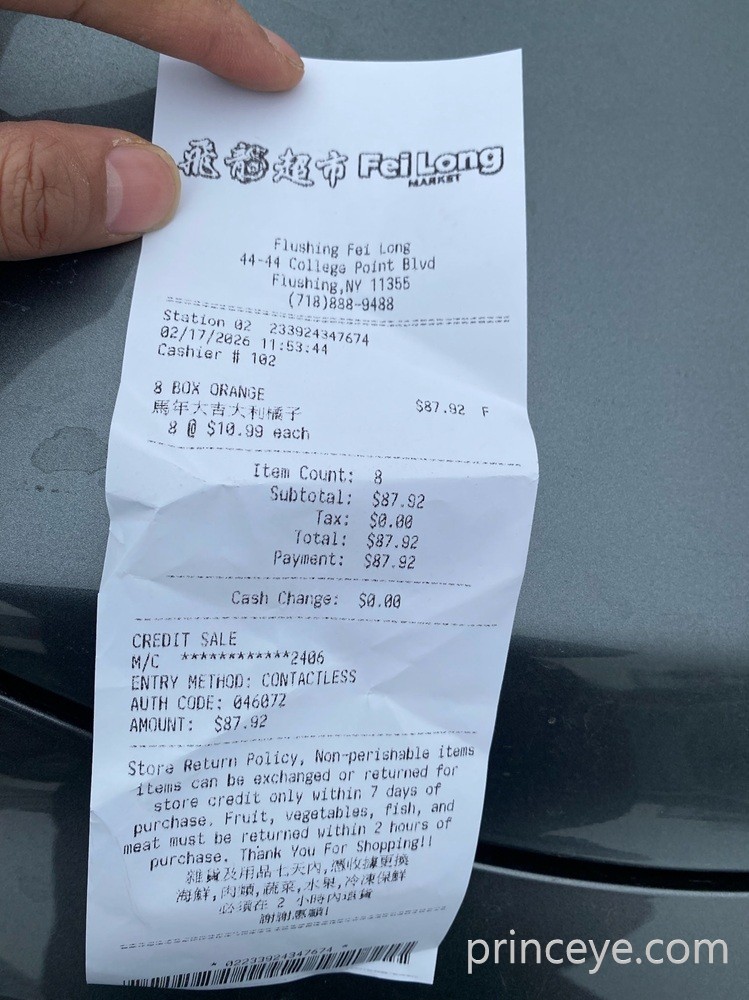 飛龍超市 Fei Long
MARKET
Flushing Fei Long
44-44 College Point Blvd
Flushing,NY 11355
(718)888-9488
Station 02 233924347674
02/17/2026 11:53:44
Cashier # 102
8 BOX ORANGE $87.92 F
馬年大吉大利橘子
8 @ $10.99 each
Item Count: 8
Subtotal: $87.92
Tax: $0.00
Total: $87.92
Payment: $87.92
Cash Change: $0.00
CREDIT SALE
M/C ************2406
ENTRY METHOD: CONTACTLESS
AUTH CODE: 046072
AMOUNT: $87.92
Store Return Policy, Non-perishable items
items can be exchanged or returned for
store credit only within 7 days of
purchase. Fruit, vegetables, fish, and
meat must be returned within 2 hours of
purchase. Thank You For Shopping!!
雜貨及用品七天內,憑收據更換
海鮮,肉類,蔬菜,水果,冷凍保鮮
必須在 2 小時內退貨
謝謝惠顧!
* 02233924347674 *
princeye.com